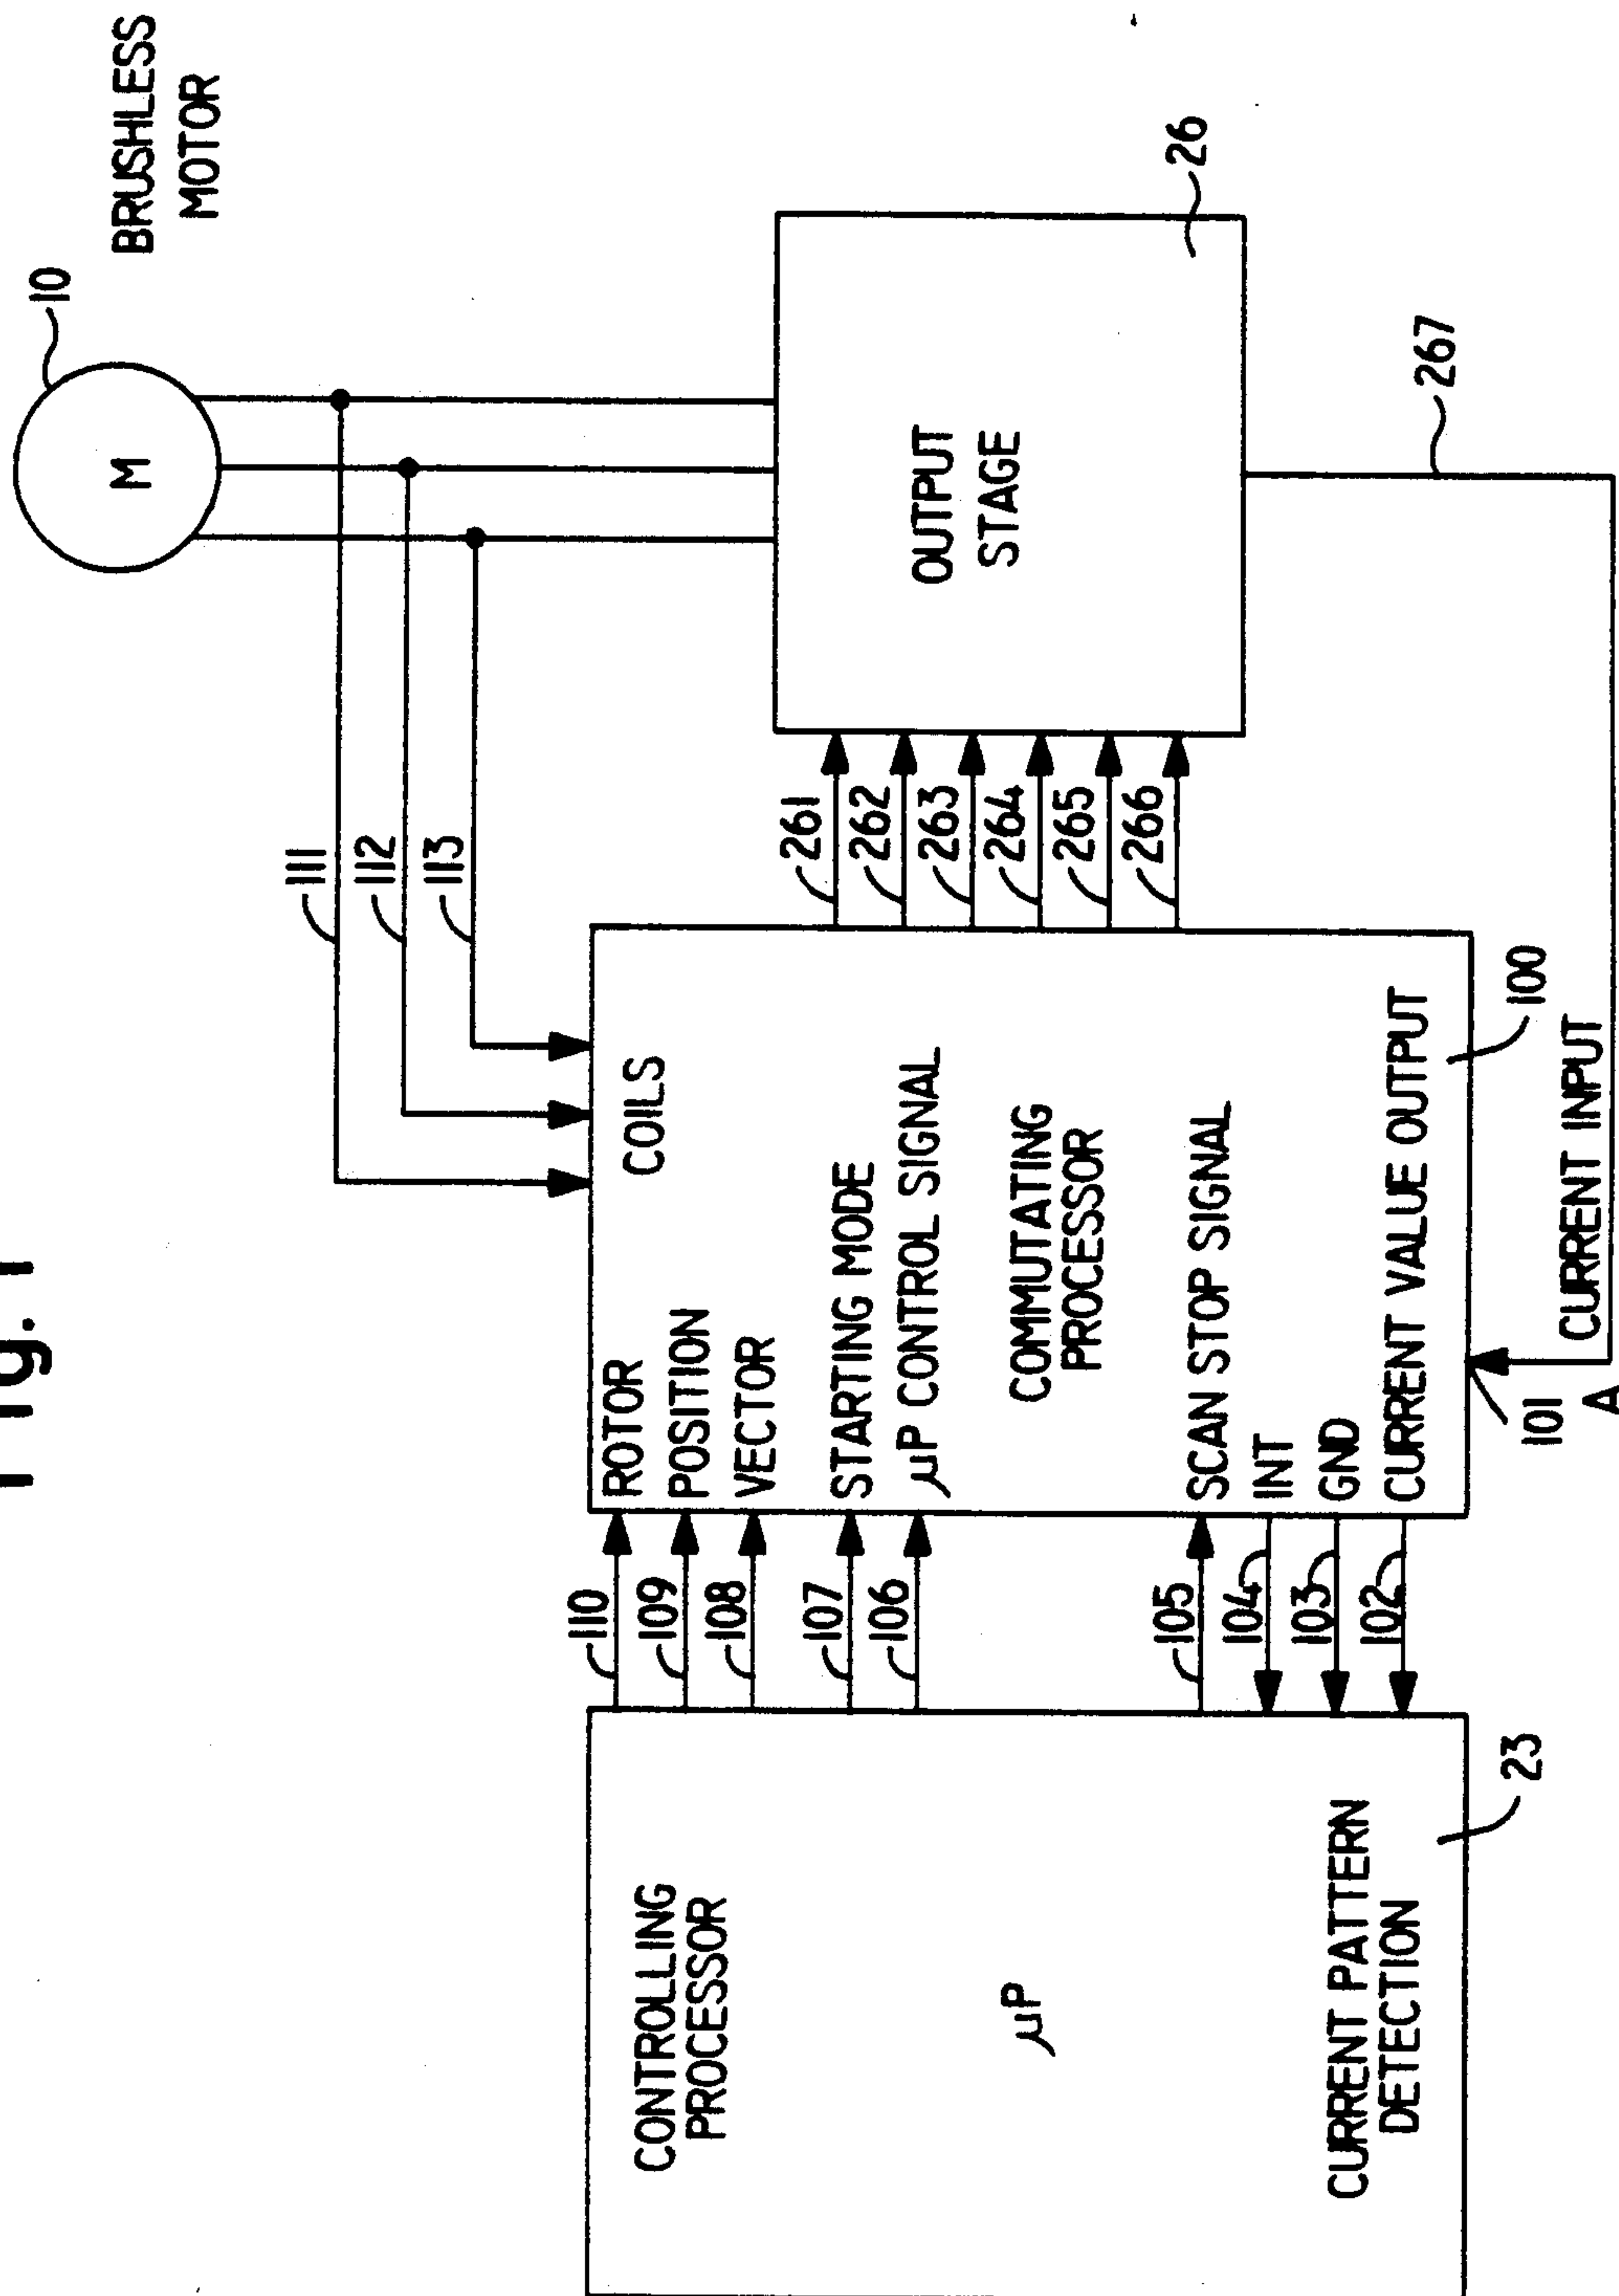 Fig. 1
BRUSHLESS
MOTOR
10
M
111
112
113
COILS
ROTOR
POSITION
VECTOR
STARTING MODE
µP CONTROL SIGNAL
COMMUTATING
PROCESSOR
SCAN STOP SIGNAL
INT
GND
CURRENT VALUE OUTPUT
100
CONTROLLING
PROCESSOR
µP
CURRENT PATTERN
DETECTION
23
110
109
108
107
106
105
104
103
102
261
262
263
264
265
266
OUTPUT
STAGE
26
267
101
A
CURRENT INPUT